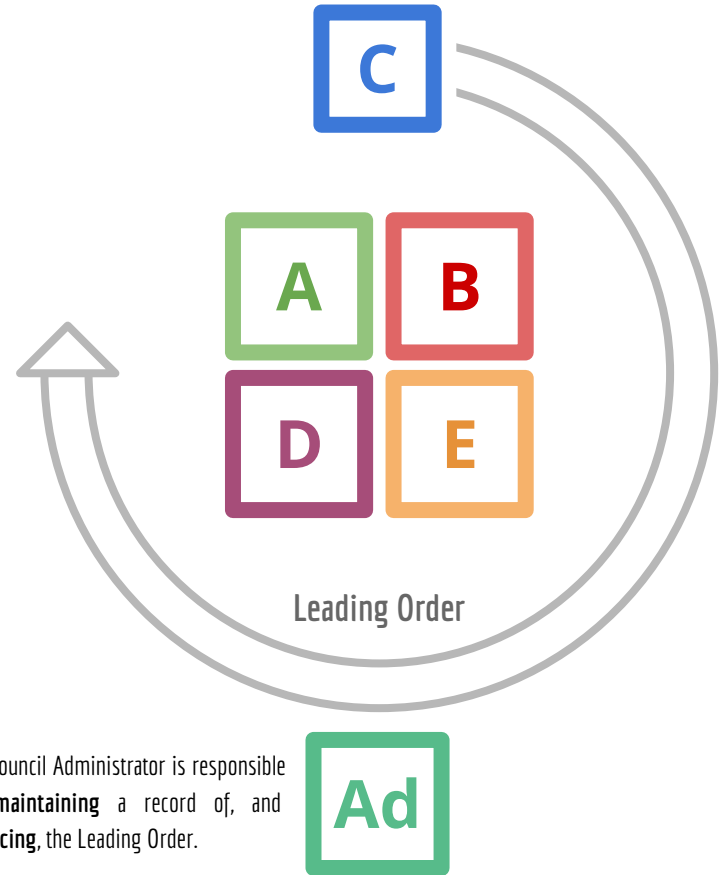 C
A B
D E
Leading Order
ouncil Administrator is responsible
maintaining a record of, and
cing, the Leading Order.
Ad